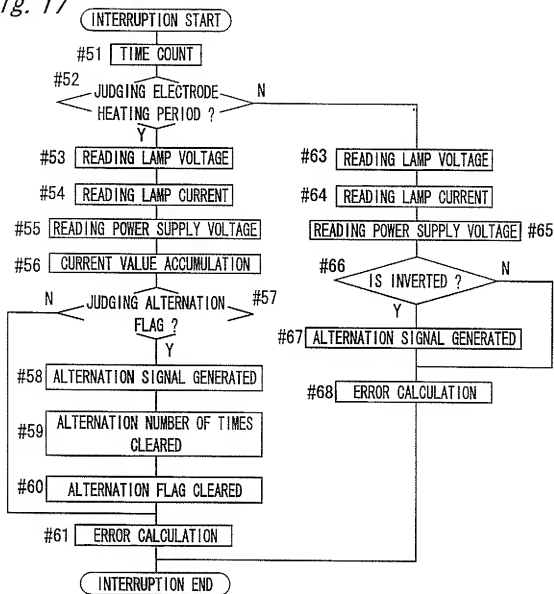 Fig. 17
INTERRUPTION START
#51 TIME COUNT
#52
JUDGING ELECTRODE
HEATING PERIOD ?
N
Y
#53 READING LAMP VOLTAGE
#54 READING LAMP CURRENT
#55 READING POWER SUPPLY VOLTAGE
#56 CURRENT VALUE ACCUMULATION
N
JUDGING ALTERNATION
FLAG ?
#57
Y
#58 ALTERNATION SIGNAL GENERATED
#59 ALTERNATION NUMBER OF TIMES
CLEARED
#60 ALTERNATION FLAG CLEARED
#61 ERROR CALCULATION
#63 READING LAMP VOLTAGE
#64 READING LAMP CURRENT
READING POWER SUPPLY VOLTAGE #65
#66
IS INVERTED ?
N
Y
#67 ALTERNATION SIGNAL GENERATED
#68 ERROR CALCULATION
INTERRUPTION END